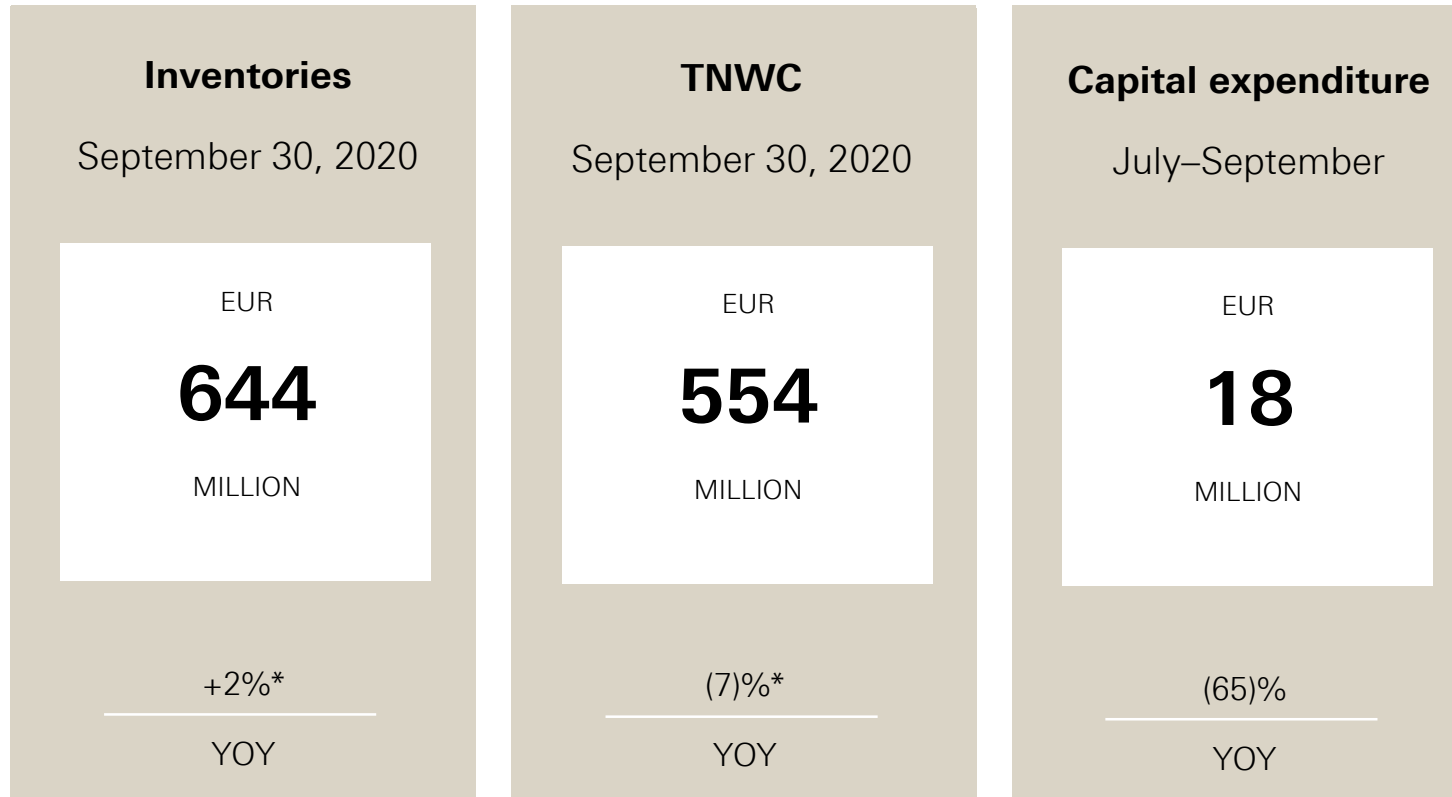 Inventories
September 30, 2020
EUR
644
MILLION
+2%*
YOY
TNWC
September 30, 2020
EUR
554
MILLION
(7)%*
YOY
Capital expenditure
July–September
EUR
18
MILLION
(65)%
YOY